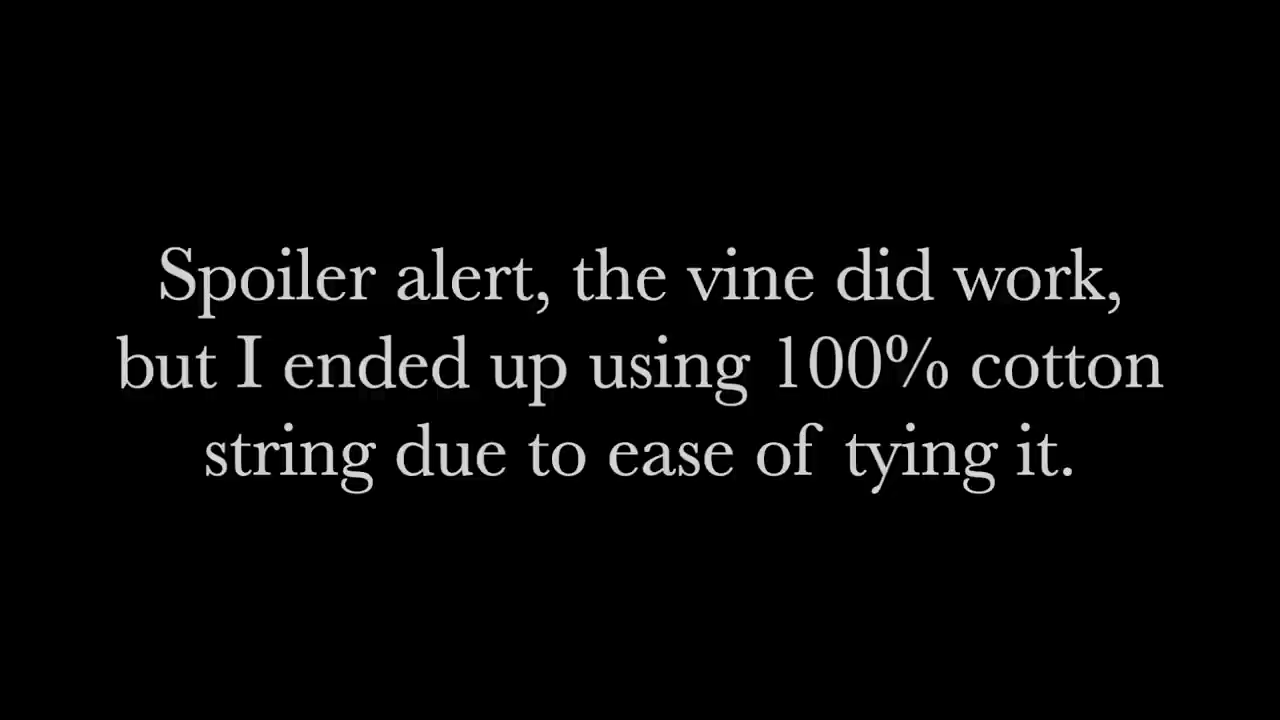 Spoiler alert, the vine did work,
but I ended up using 100% cotton
string due to ease of tying it.